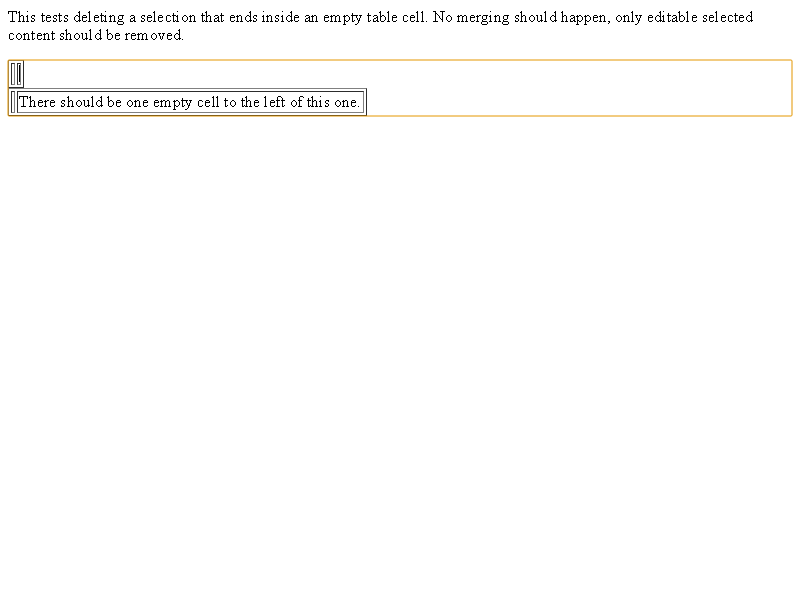 This tests deleting a selection that ends inside an empty table cell. No merging should happen, only editable selected
content should be removed.
There should be one empty cell to the left of this one.